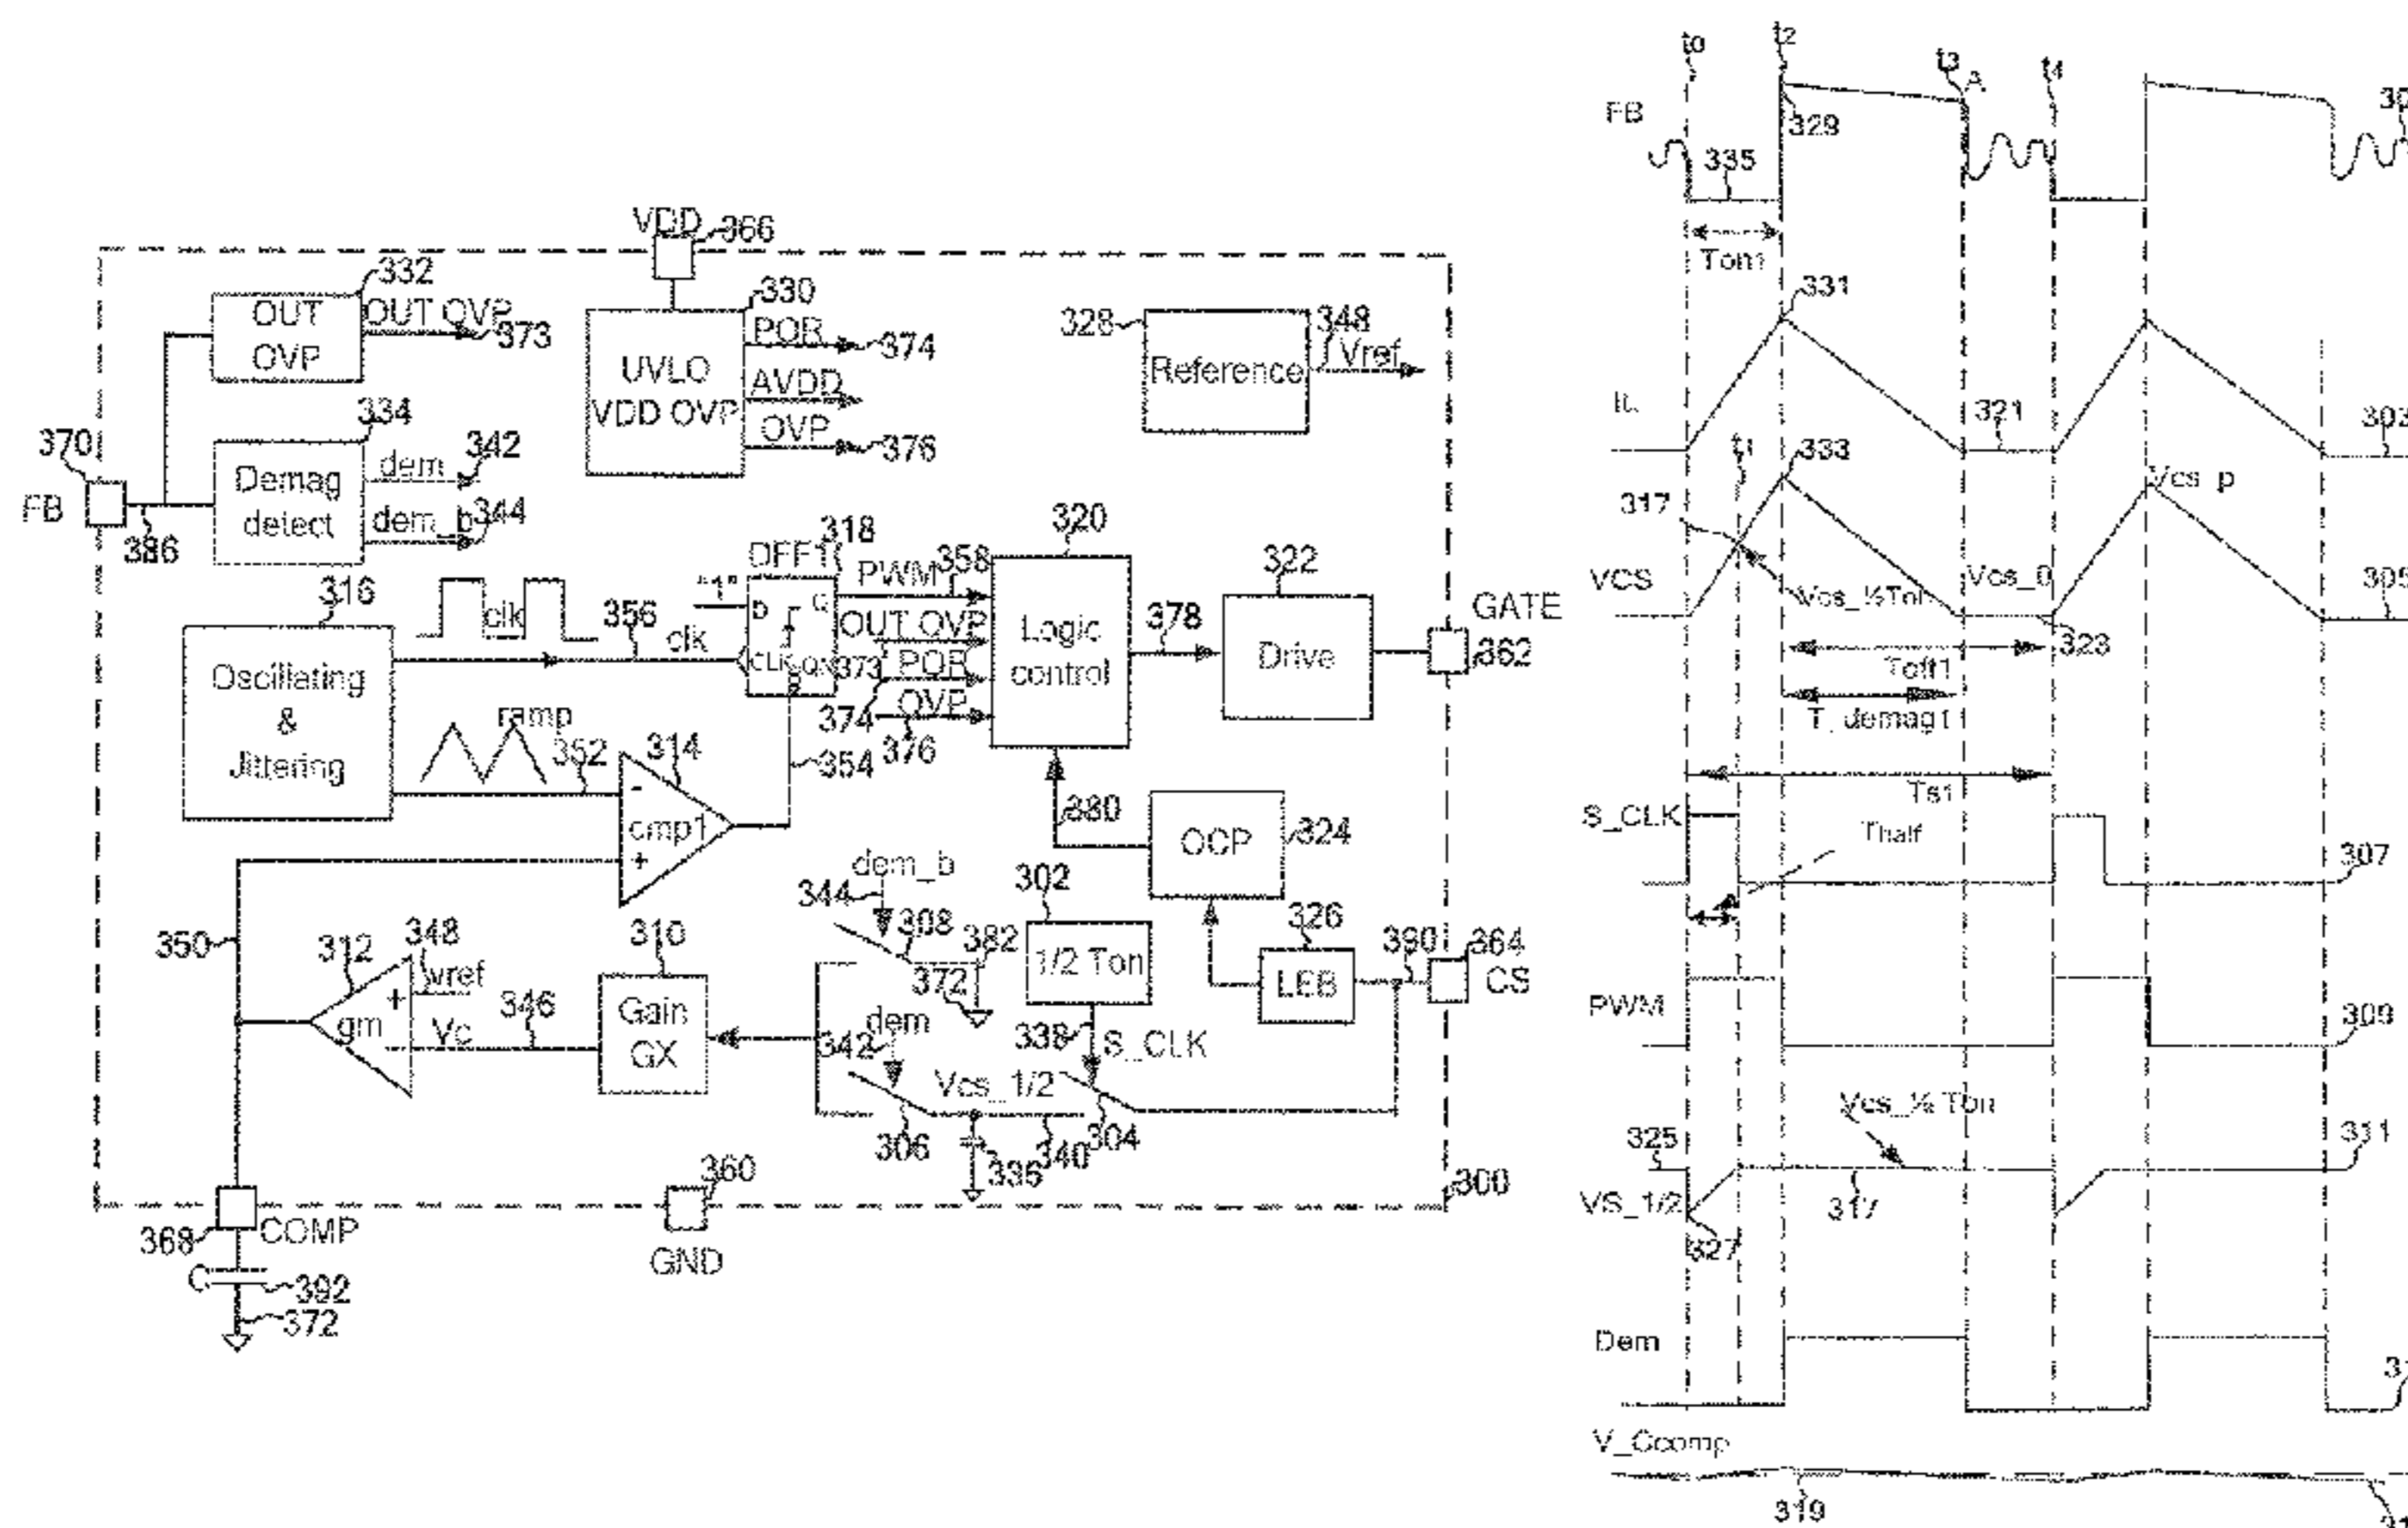 VDD 366
332
OUT OVP
OUT OVP
373
330
UVLO
VDD OVP
POR
374
AVDD
OVP
376
328
Reference
348
Vref
334
Demag
detect
dem
342
dem_b
344
370
FB
386
316
Oscillating
&
Jittering
clk
356
clk
ramp
352
314
cmp1
-
+
354
DFF1
318
"1"
D
Q
CLK
QN
PWM
358
OUT OVP
373
POR
374
OVP
376
320
Logic
control
378
322
Drive
GATE
362
380
OCP
324
302
1/2 Ton
326
LEB
390
364
CS
dem_b
344
308
382
372
338
S_CLK
dem
342
306
Vcs_1/2
336
340
304
310
Gain
GX
346
Vc
348
vref
312
gm
+
350
368
COMP
C
392
372
360
GND
300
t0
t2
t3
A
t4
FB
329
335
Ton1
331
321
303
t1
333
317
VCS
Vcs_0
Vcs_p
323
Toff1
T_demag1
Ts1
S_CLK
Thalf
307
PWM
309
Vcs_½ Ton
325
311
VS_1/2
317
327
Dem
V_Ccomp
319